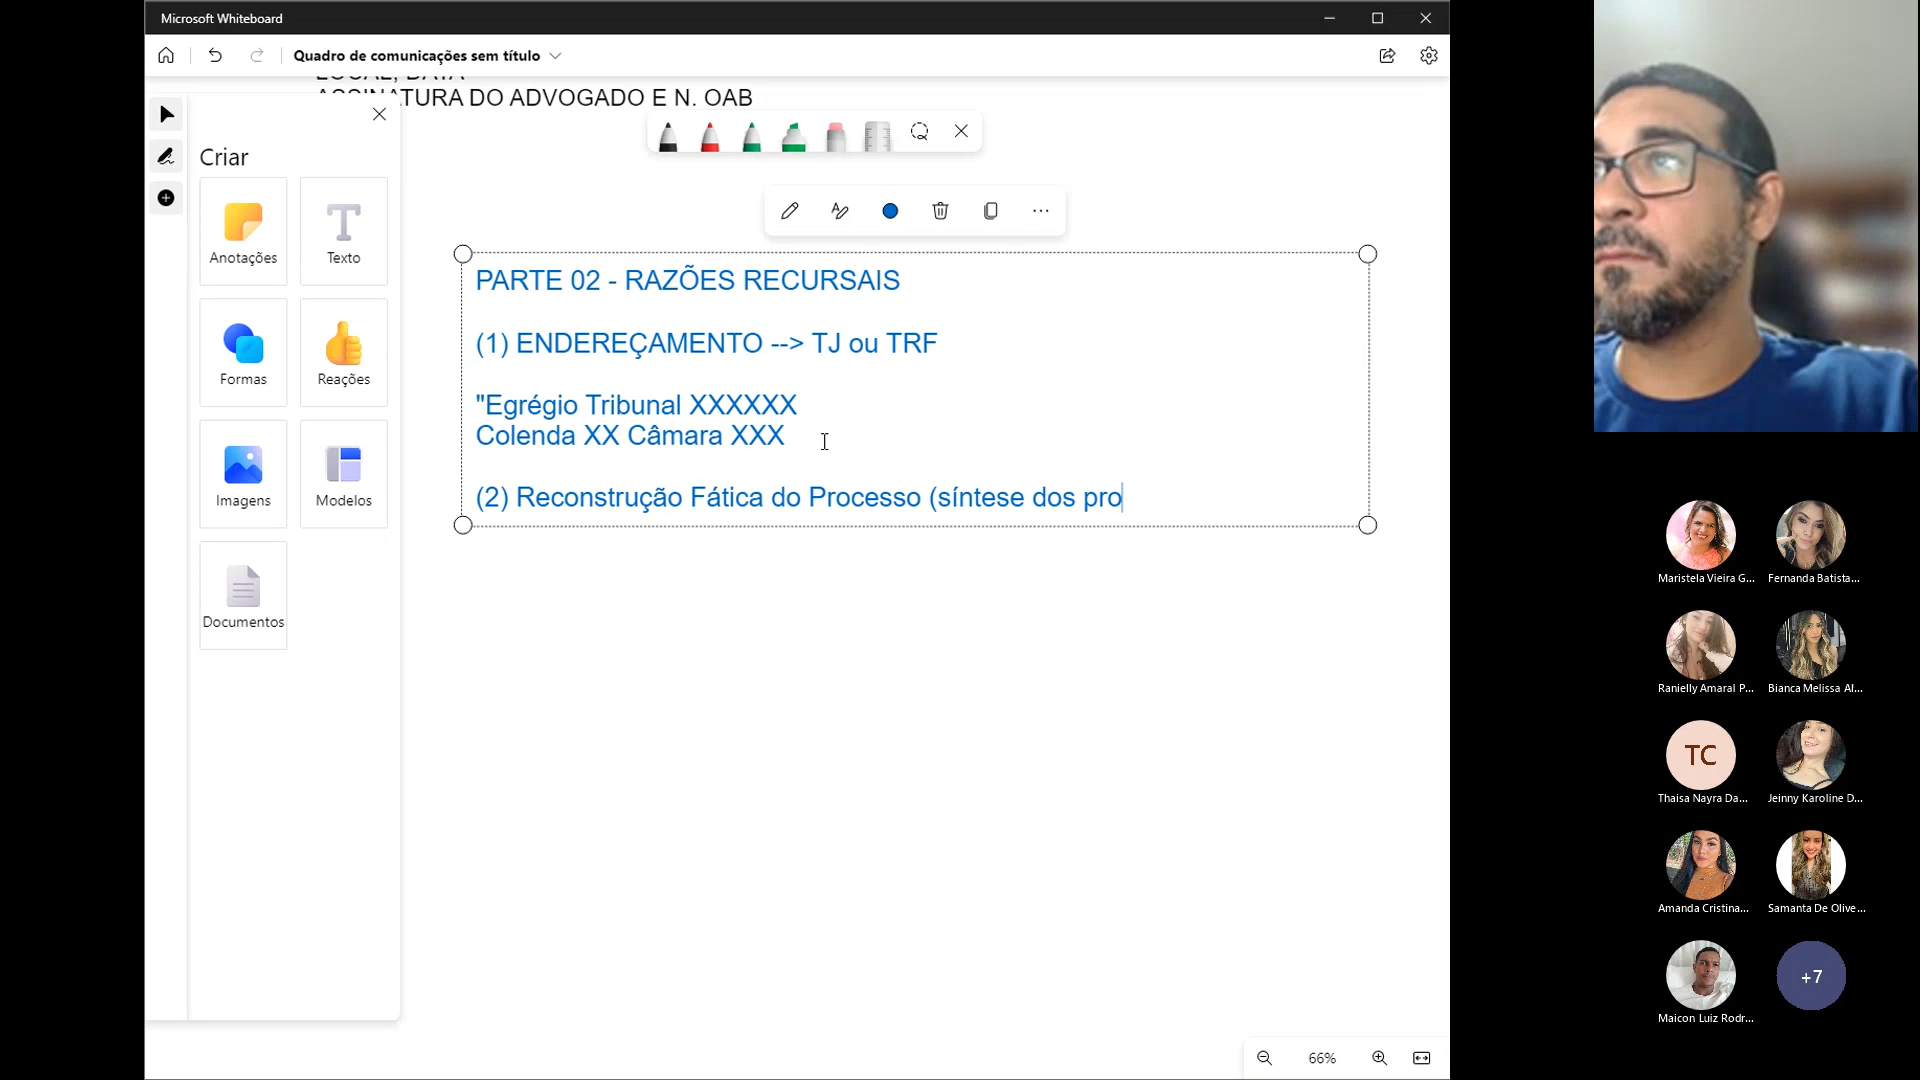 Microsoft Whiteboard
Quadro de comunicações sem título
LOCAL, DATA
ASSINATURA DO ADVOGADO E N. OAB
Criar
Anotações
Texto
Formas
Reações
Imagens
Modelos
Documentos
PARTE 02 - RAZÕES RECURSAIS
(1) ENDEREÇAMENTO --> TJ ou TRF
"Egrégio Tribunal XXXXXX
Colenda XX Câmara XXX
(2) Reconstrução Fática do Processo (síntese dos pro
66%
Maristela Vieira G...
Fernanda Batista...
Ranielly Amaral P...
Bianca Melissa Al...
TC
Thaisa Nayra Da...
Jeinny Karoline D...
Amanda Cristina...
Samanta De Olive...
Maicon Luiz Rodr...
+7